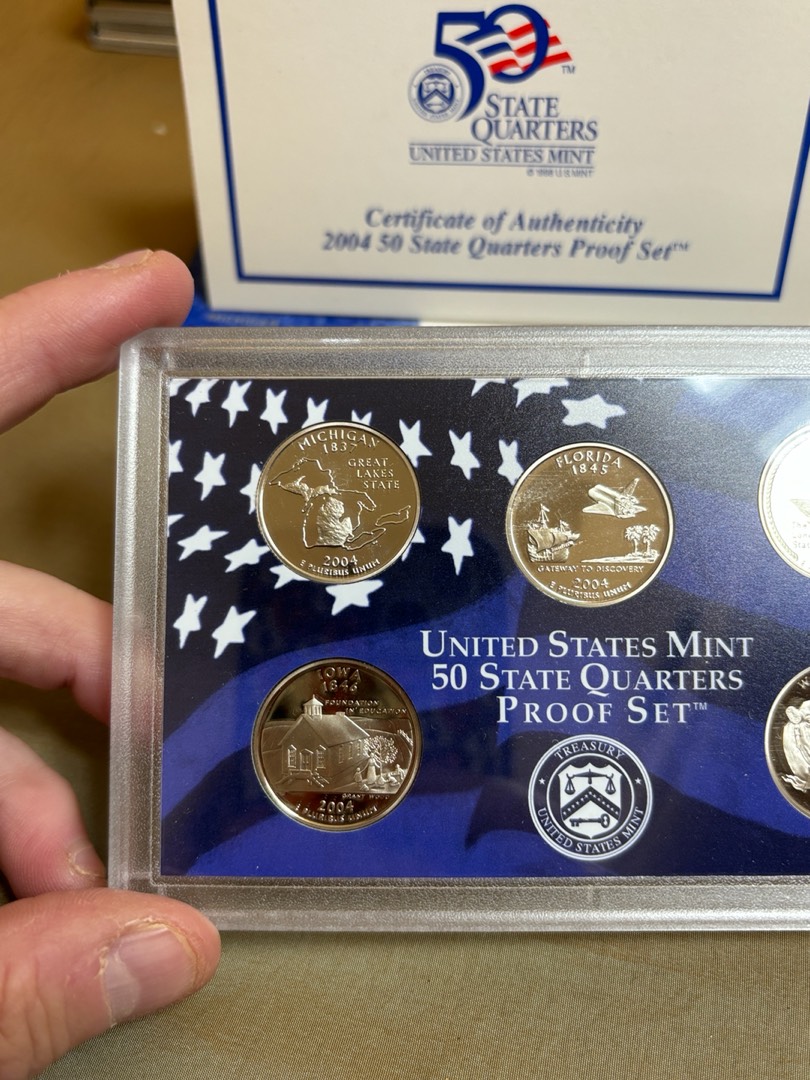 50
TM
STATE
QUARTERS
UNITED STATES MINT
Certificate of Authenticity
2004 50 State Quarters Proof Set™
MICHIGAN
1837
GREAT
LAKES
STATE
2004
E PLURIBUS UNUM
FLORIDA
1845
GATEWAY TO DISCOVERY
2004
E PLURIBUS UNUM
IOWA
1846
FOUNDATION
IN EDUCATION
GRANT WOOD
2004
E PLURIBUS UNUM
UNITED STATES MINT
50 STATE QUARTERS
PROOF SET™
TREASURY
UNITED STATES MINT